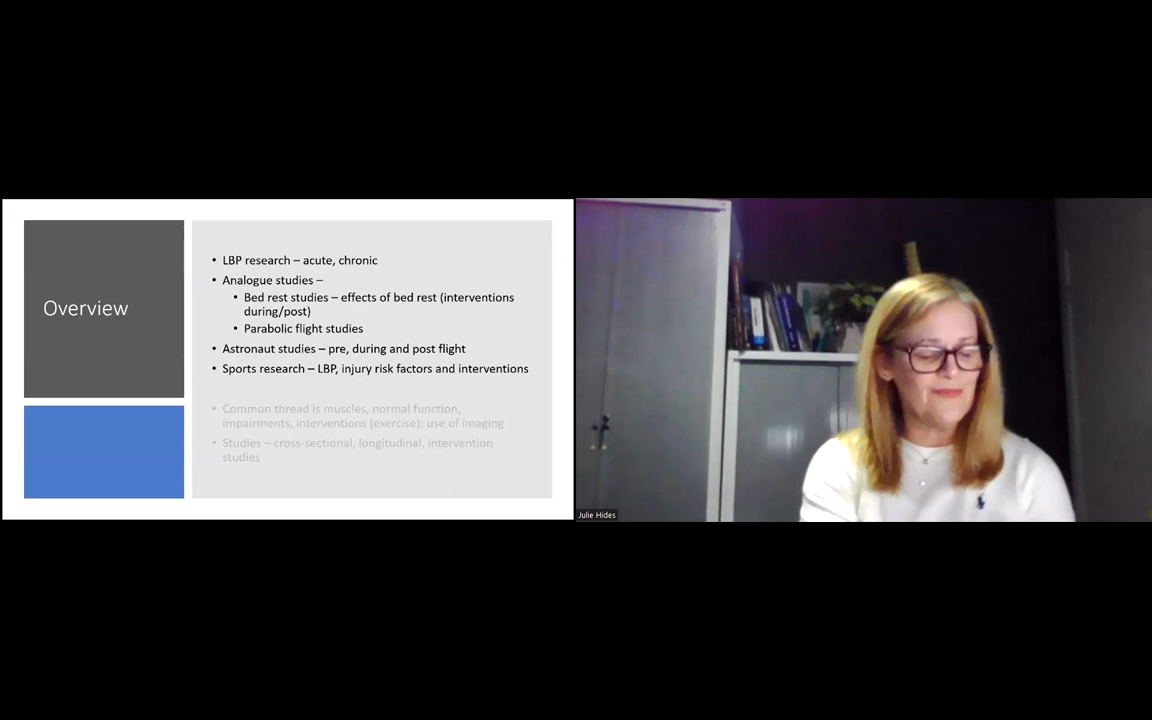 Overview
• LBP research – acute, chronic
• Analogue studies –
• Bed rest studies – effects of bed rest (interventions
during/post)
• Parabolic flight studies
• Astronaut studies – pre, during and post flight
• Sports research – LBP, injury risk factors and interventions
• Common thread is muscles, normal function,
impairments, interventions (exercise); use of imaging
• Studies – cross-sectional, longitudinal, intervention
studies
Julie Hides